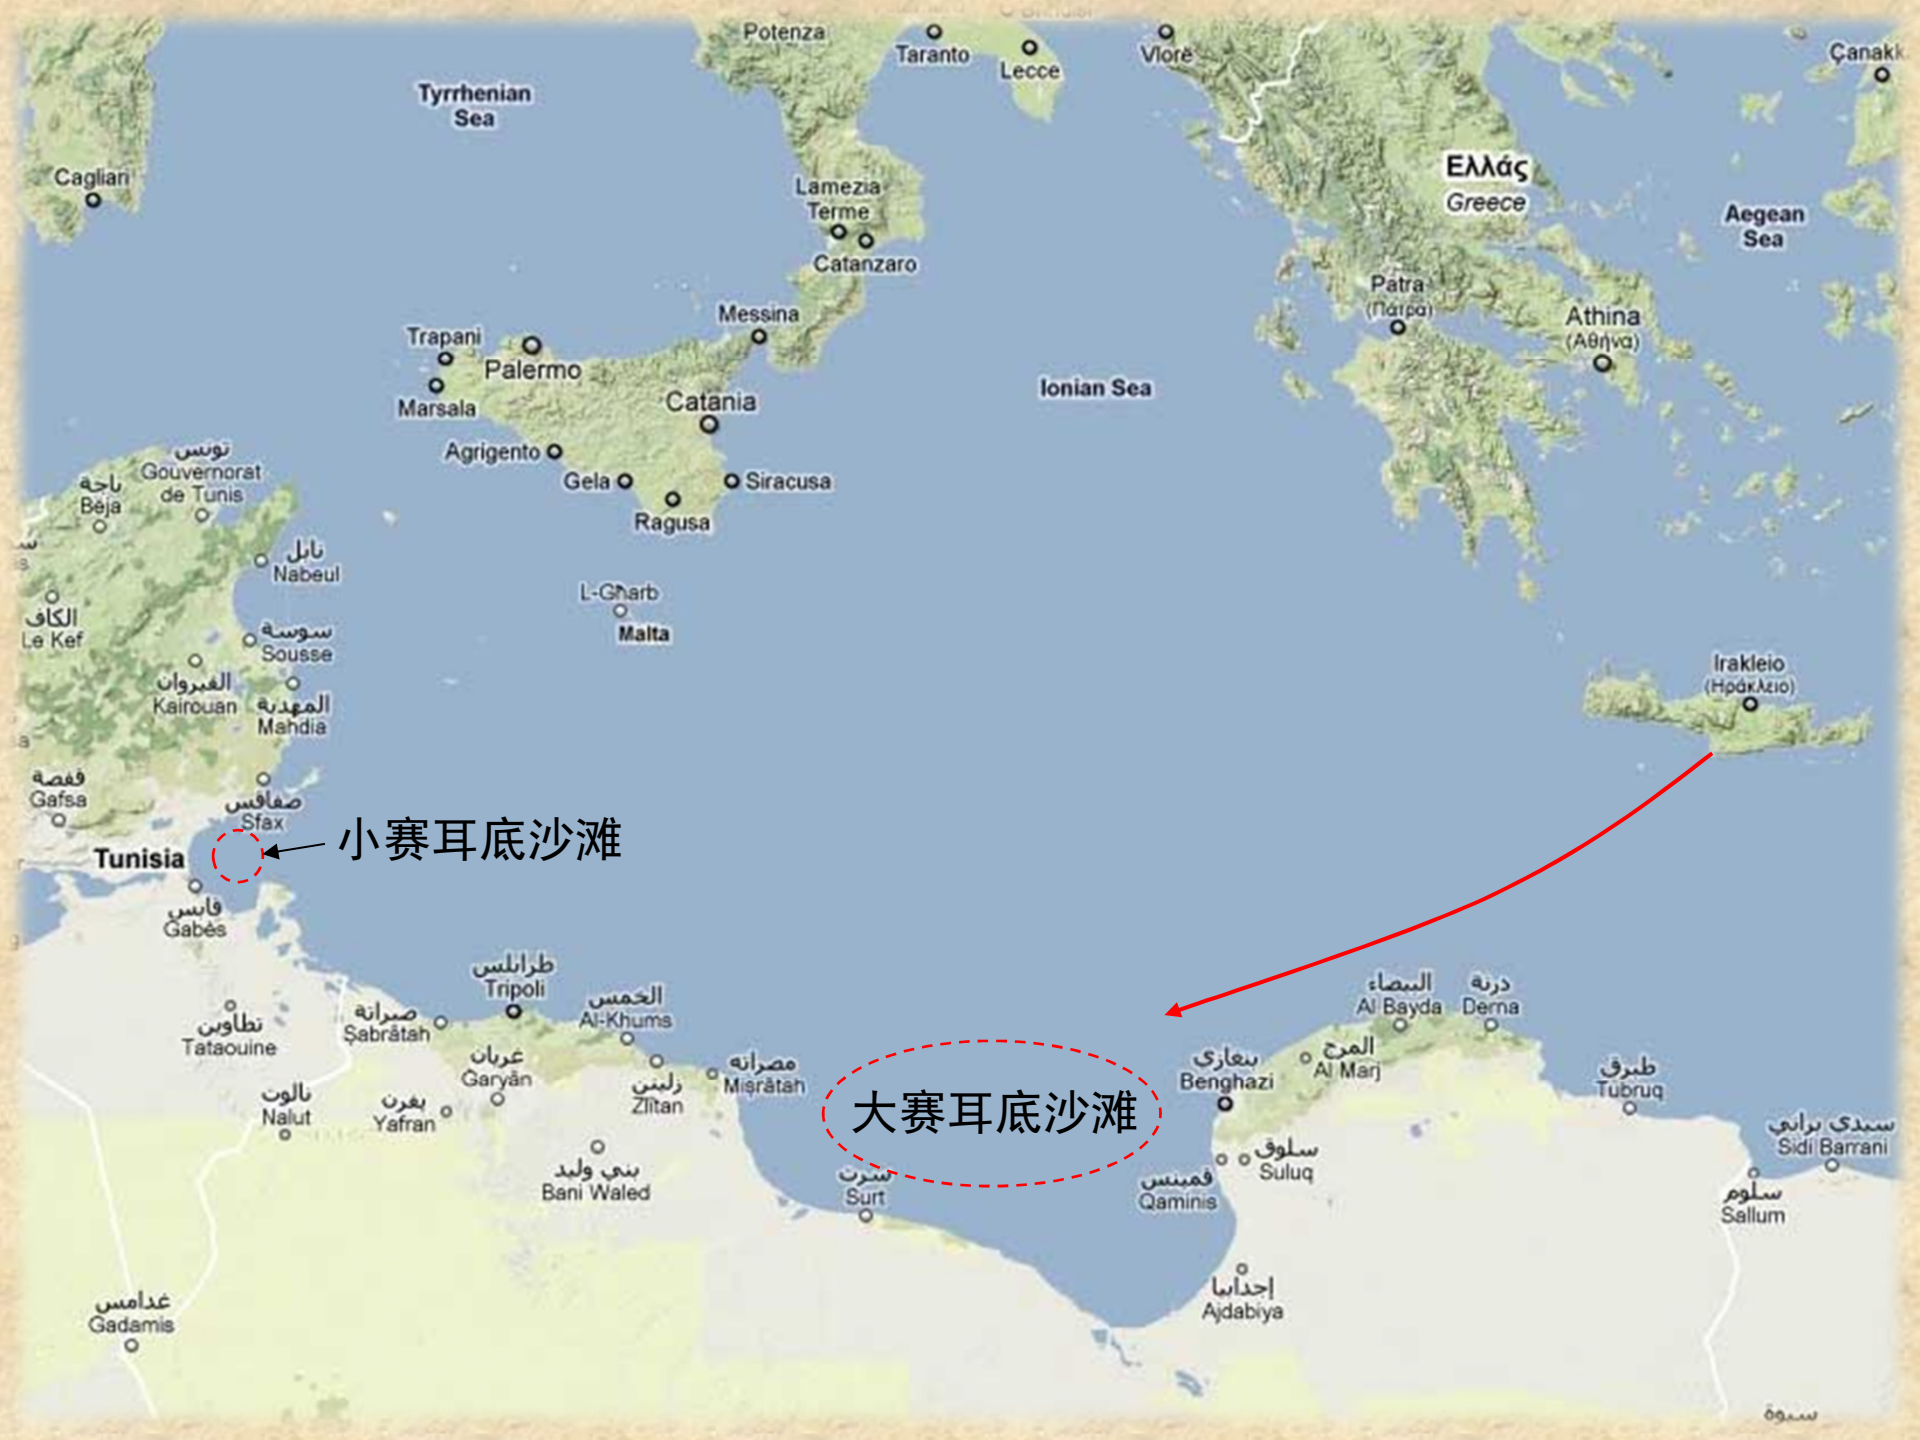 Potenza
Taranto
Lecce
Vlorë
Çanakk
Tyrrhenian
Sea
Ελλάς
Greece
Aegean
Sea
Cagliari
Lamezia
Terme
Catanzaro
Messina
Patra
(Πάτρα)
Athina
(Αθήνα)
Trapani
Palermo
Marsala
Catania
Ionian Sea
Agrigento
Gela
Siracusa
Ragusa
تونس
Gouvernorat
de Tunis
باجة
Béja
نابل
Nabeul
الكاف
Le Kef
سوسة
Sousse
L-Għarb
Malta
القيروان
Kairouan
المهدية
Mahdia
Irakleio
(Ηράκλειο)
قفصة
Gafsa
صفاقس
Sfax
小赛耳底沙滩
Tunisia
قابس
Gabès
طرابلس
Tripoli
الخمس
Al-Khums
صبراتة
Şabrātah
البيضاء
Al Bayda
درنة
Derna
تطاوين
Tataouine
غريان
Garyān
مصراته
Mişrātah
زليتن
Zlītan
بنغازي
Benghazi
المرج
Al Marj
طبرق
Tubruq
نالوت
Nalut
يفرن
Yafran
大赛耳底沙滩
سيدي براني
Sidi Barrani
بني وليد
Bani Waled
سرت
Surt
قمينس
Qaminis
سلوق
Suluq
سلوم
Sallum
إجدابيا
Ajdabiya
غدامس
Gadamis
سيوة